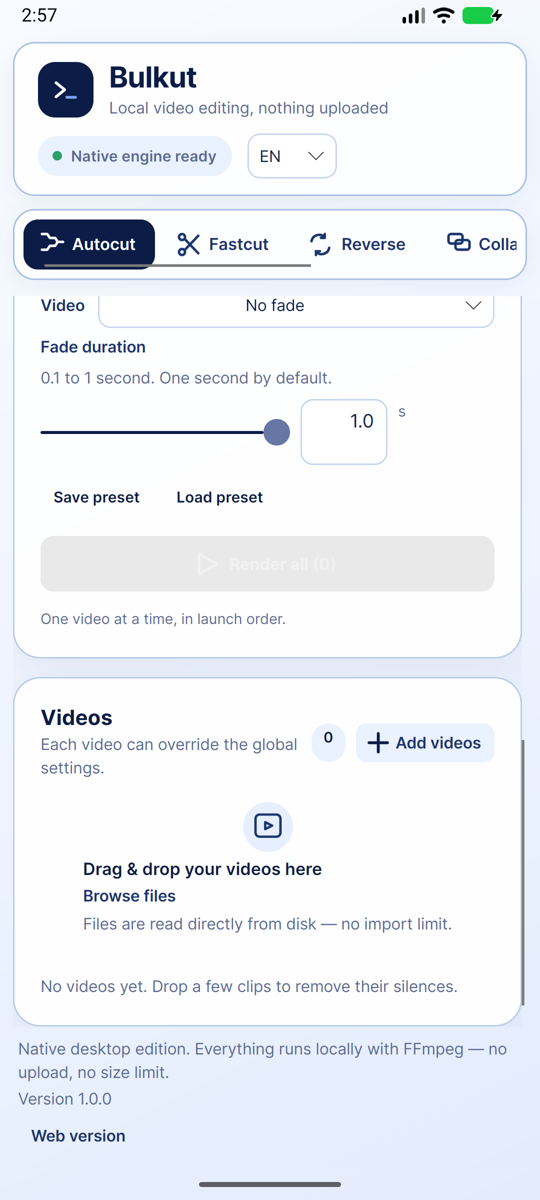 2:57
Bulkut
Local video editing, nothing uploaded
Native engine ready
EN
Autocut
Fastcut
Reverse
Colla
Video
No fade
Fade duration
0.1 to 1 second. One second by default.
1.0
s
Save preset
Load preset
Render all (0)
One video at a time, in launch order.
Videos
Each video can override the global
settings.
0
Add videos
Drag & drop your videos here
Browse files
Files are read directly from disk — no import limit.
No videos yet. Drop a few clips to remove their silences.
Native desktop edition. Everything runs locally with FFmpeg — no
upload, no size limit.
Version 1.0.0
Web version